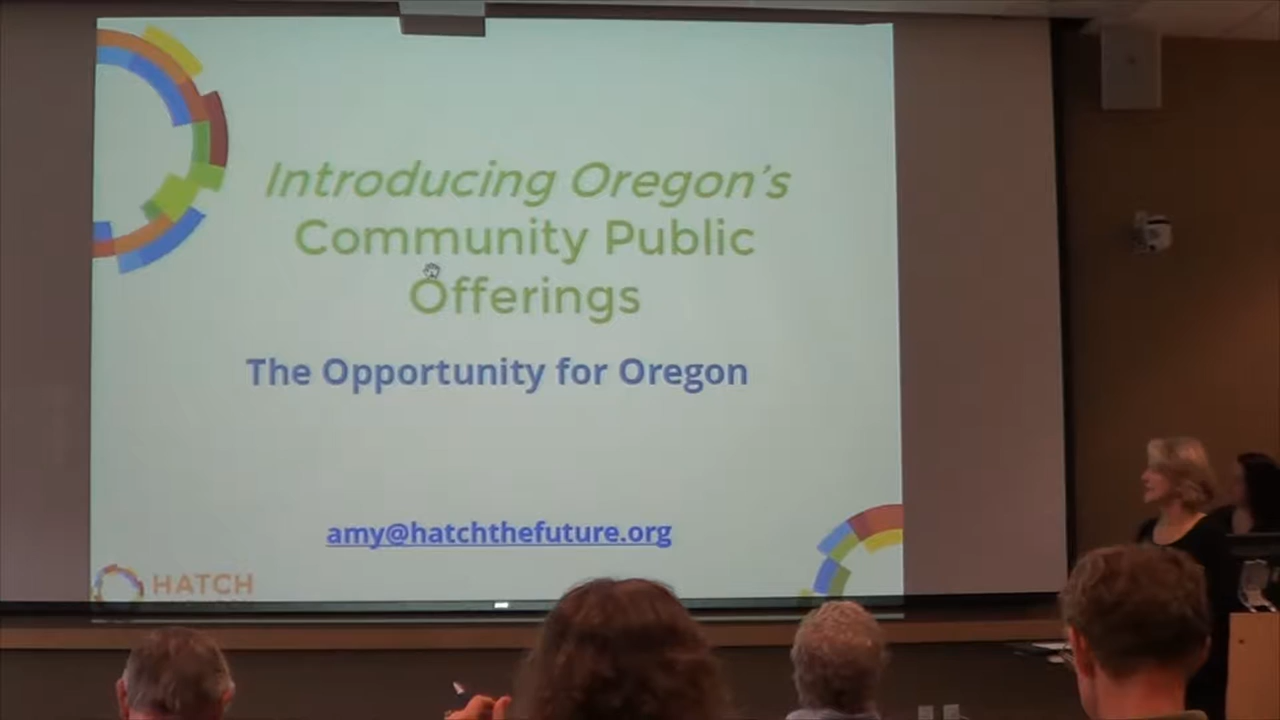 Introducing Oregon's
Community Public
Offerings
The Opportunity for Oregon
amy@hatchthefuture.org
HATCH